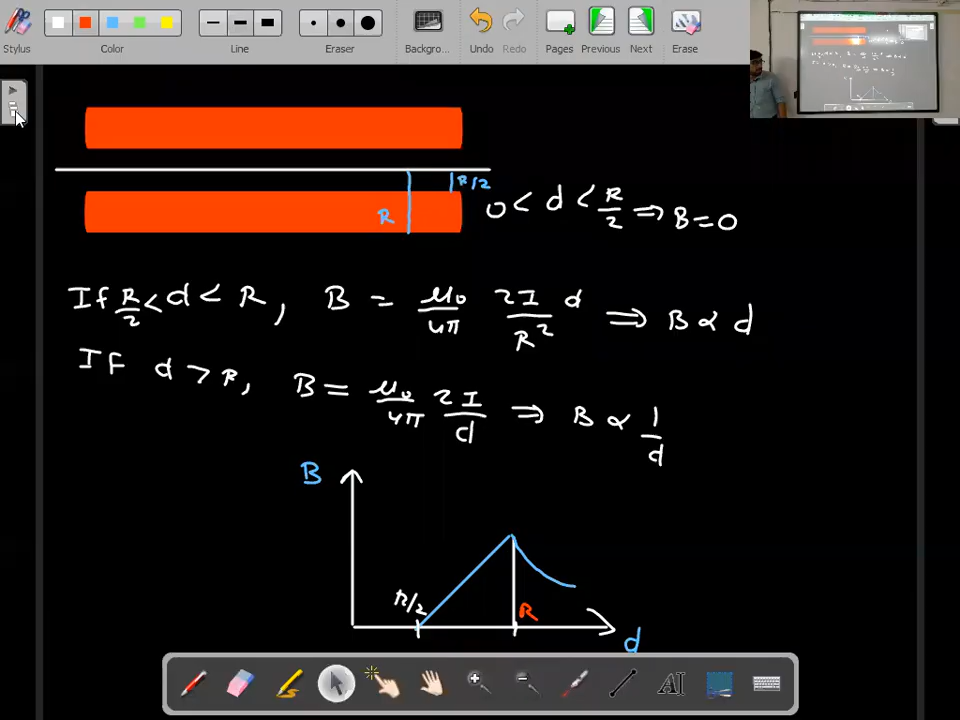 Stylus Color Line Eraser Backgro... Undo Redo Pages Previous Next Erase
R/2
R
0 < d < R/2 ⇒ B = 0
If R/2 < d < R, B = μ₀/4π 2I/R² d ⇒ B ∝ d
If d > R, B = μ₀/4π 2I/d ⇒ B ∝ 1/d
B
R/2
R
d
AI